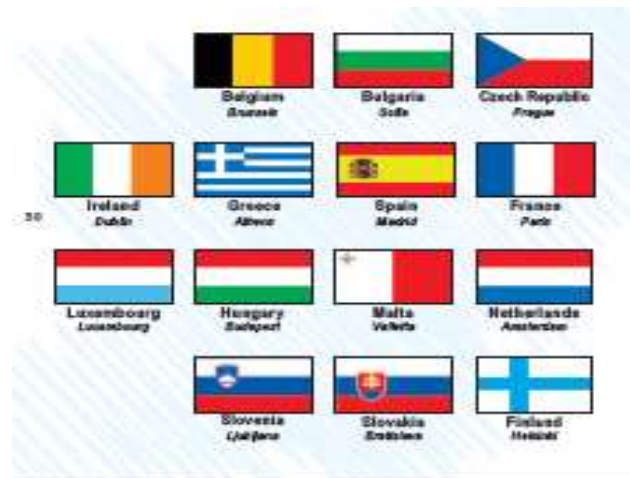 Belgium Bulgaria Czech Republic
Brussels Sofia Prague
Ireland Greece Spain France
Dublin Athens Madrid Paris
Luxembourg Hungary Malta Netherlands
Luxembourg Budapest Valletta Amsterdam
Slovenia Slovakia Finland
Ljubljana Bratislava Helsinki